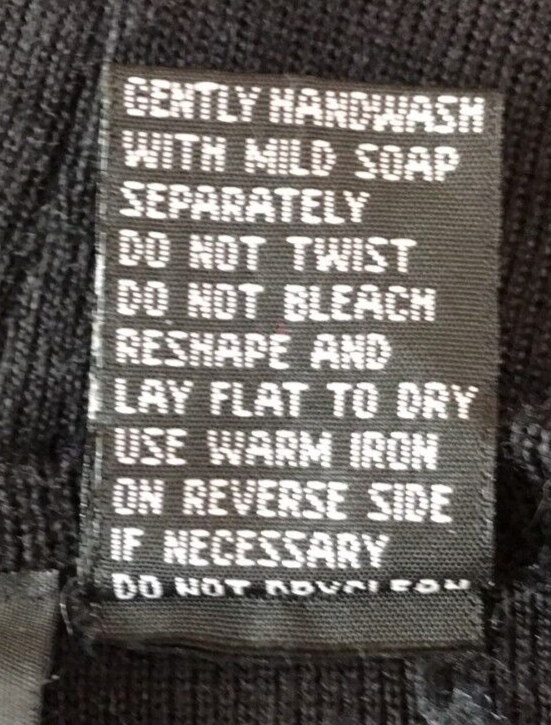 GENTLY HANDWASH
WITH MILD SOAP
SEPARATELY
DO NOT TWIST
DO NOT BLEACH
RESHAPE AND
LAY FLAT TO DRY
USE WARM IRON
ON REVERSE SIDE
IF NECESSARY
DO NOT DRYCLEAN